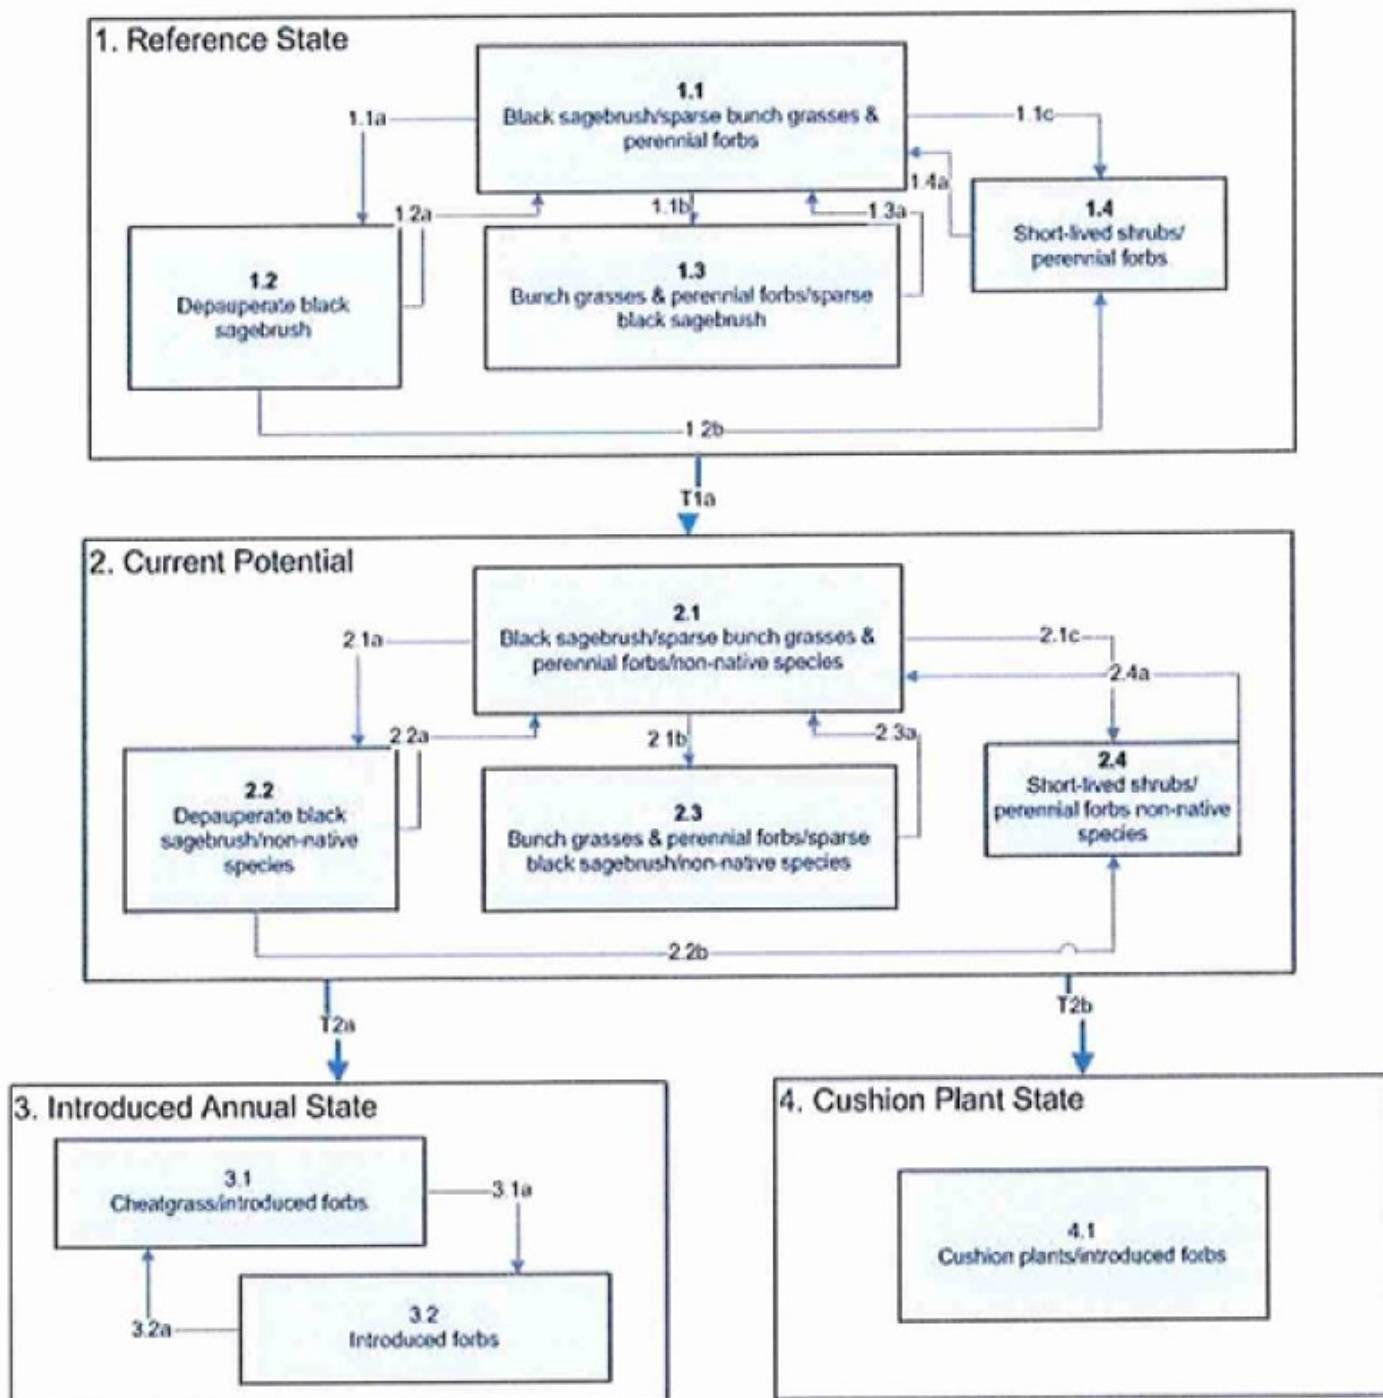 1. Reference State
1.1
Black sagebrush/sparse bunch grasses &
perennial forbs
1.1a
1.1c
1.4a
1.2a
1.1b
1.3a
1.4
Short-lived shrubs/
perennial forbs
1.2
Depauperate black
sagebrush
1.3
Bunch grasses & perennial forbs/sparse
black sagebrush
1.2b
T1a
2. Current Potential
2.1
Black sagebrush/sparse bunch grasses &
perennial forbs/non-native species
2.1a
2.1c
2.4a
2.2a
2.1b
2.3a
2.2
Depauperate black
sagebrush/non-native
species
2.3
Bunch grasses & perennial forbs/sparse
black sagebrush/non-native species
2.4
Short-lived shrubs/
perennial forbs non-native
species
2.2b
T2a
T2b
3. Introduced Annual State
3.1
Cheatgrass/introduced forbs
3.1a
3.2
Introduced forbs
3.2a
4. Cushion Plant State
4.1
Cushion plants/introduced forbs